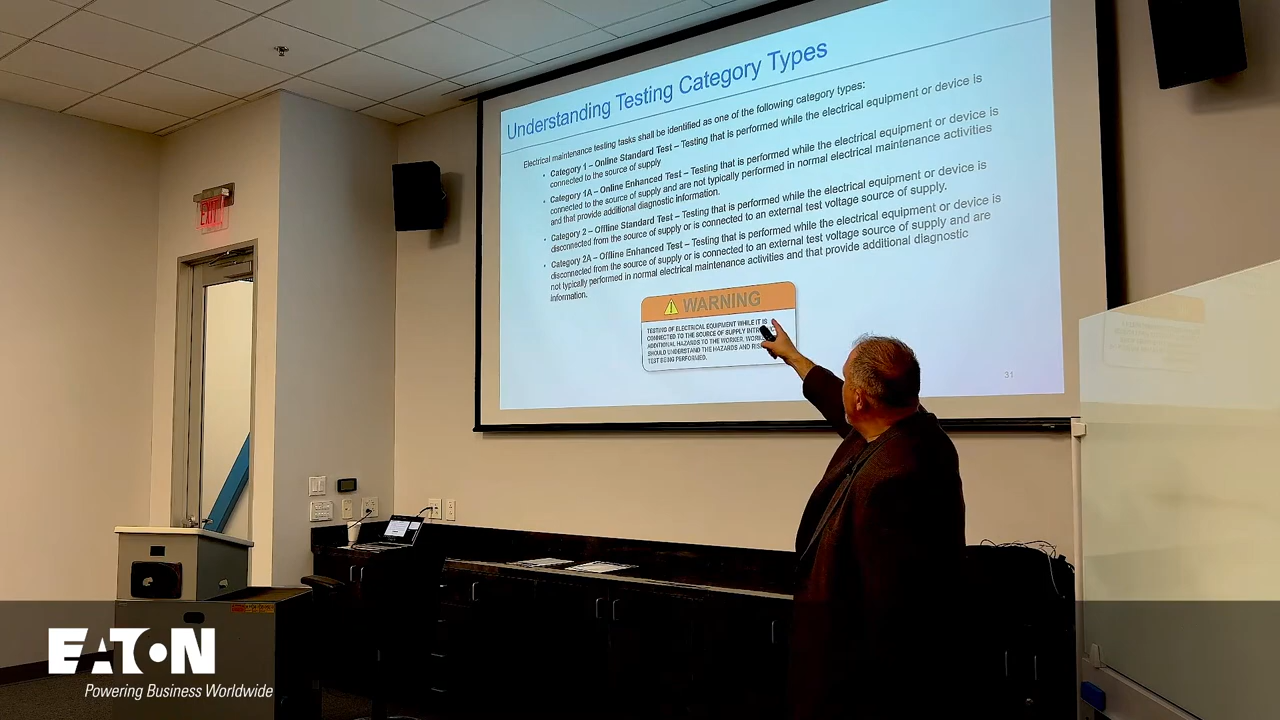 Understanding Testing Category Types
Electrical maintenance testing tasks shall be identified as one of the following category types:
• Category 1 – Online Standard Test – Testing that is performed while the electrical equipment or device is
connected to the source of supply
• Category 1A – Online Enhanced Test – Testing that is performed while the electrical equipment or device is
connected to the source of supply and are not typically performed in normal electrical maintenance activities
and that provide additional diagnostic information.
• Category 2 – Offline Standard Test – Testing that is performed while the electrical equipment or device is
disconnected from the source of supply or is connected to an external test voltage source of supply.
• Category 2A – Offline Enhanced Test – Testing that is performed while the electrical equipment or device is
disconnected from the source of supply or is connected to an external test voltage source of supply and are
not typically performed in normal electrical maintenance activities and that provide additional diagnostic
information.
WARNING
TESTING OF ELECTRICAL EQUIPMENT WHILE IT IS
CONNECTED TO THE SOURCE OF SUPPLY
ADDITIONAL HAZARDS TO THE WORKER,
SHOULD UNDERSTAND THE HAZARDS AND
TEST BEING PERFORMED.
31
EXIT
EATON
Powering Business Worldwide